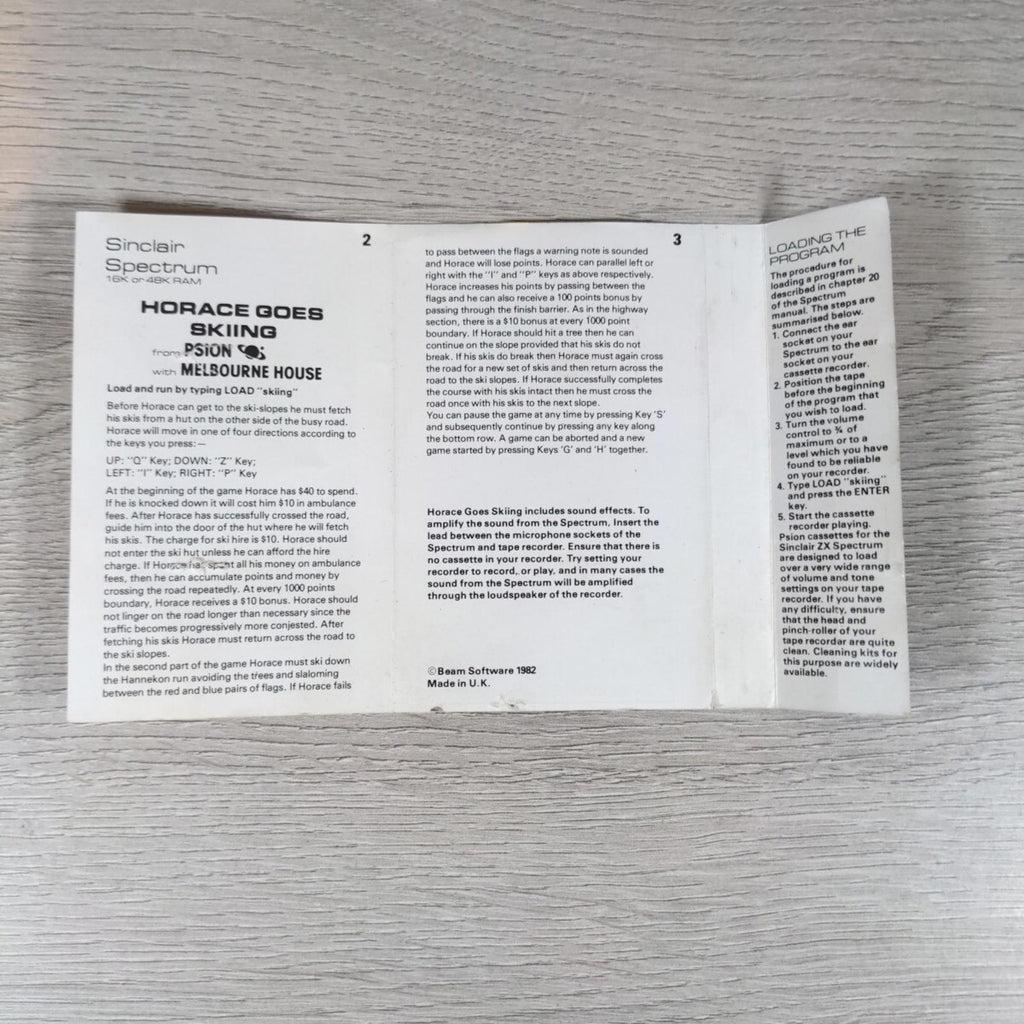 Sinclair
Spectrum
16K or 48K RAM
2
HORACE GOES
SKIING
from PSION
with MELBOURNE HOUSE
Load and run by typing LOAD "skiing"
Before Horace can get to the ski-slopes he must fetch
his skis from a hut on the other side of the busy road.
Horace will move in one of four directions according to
the keys you press:—
UP: "Q" Key; DOWN: "Z" Key;
LEFT: "I" Key; RIGHT: "P" Key
At the beginning of the game Horace has $40 to spend.
If he is knocked down it will cost him $10 in ambulance
fees. After Horace has successfully crossed the road,
guide him into the door of the hut where he will fetch
his skis. The charge for ski hire is $10. Horace should
not enter the ski hut unless he can afford the hire
charge. If Horace has spent all his money on ambulance
fees, then he can accumulate points and money by
crossing the road repeatedly. At every 1000 points
boundary, Horace receives a $10 bonus. Horace should
not linger on the road longer than necessary since the
traffic becomes progressively more conjested. After
fetching his skis Horace must return across the road to
the ski slopes.
In the second part of the game Horace must ski down
the Hannekon run avoiding the trees and slaloming
between the red and blue pairs of flags. If Horace fails
3
to pass between the flags a warning note is sounded
and Horace will lose points. Horace can parallel left or
right with the "I" and "P" keys as above respectively.
Horace increases his points by passing between the
flags and he can also receive a 100 points bonus by
passing through the finish barrier. As in the highway
section, there is a $10 bonus at every 1000 point
boundary. If Horace should hit a tree then he can
continue on the slope provided that his skis do not
break. If his skis do break then Horace must again cross
the road for a new set of skis and then return across the
road to the ski slopes. If Horace successfully completes
the course with his skis intact then he must cross the
road once with his skis to the next slope.
You can pause the game at any time by pressing Key 'S'
and subsequently continue by pressing any key along
the bottom row. A game can be aborted and a new
game started by pressing Keys 'G' and 'H' together.
Horace Goes Skiing includes sound effects. To
amplify the sound from the Spectrum, Insert the
lead between the microphone sockets of the
Spectrum and tape recorder. Ensure that there is
no cassette in your recorder. Try setting your
recorder to record, or play, and in many cases the
sound from the Spectrum will be amplified
through the loudspeaker of the recorder.
©Beam Software 1982
Made in U.K.
LOADING THE
PROGRAM
The procedure for
loading a program is
described in chapter 20
of the Spectrum
manual. The steps are
summarised below.
1. Connect the ear
socket on your
Spectrum to the ear
socket on your
cassette recorder.
2. Position the tape
before the beginning
of the program that
you wish to load.
3. Turn the volume
control to ¾ of
maximum or to a
level which you have
found to be reliable
on your recorder.
4. Type LOAD "skiing"
and press the ENTER
key.
5. Start the cassette
recorder playing.
Psion cassettes for the
Sinclair ZX Spectrum
are designed to load
over a very wide range
of volume and tone
settings on your tape
recorder. If you have
any difficulty, ensure
that the head and
pinch-roller of your
tape recorder are quite
clean. Cleaning kits for
this purpose are widely
available.